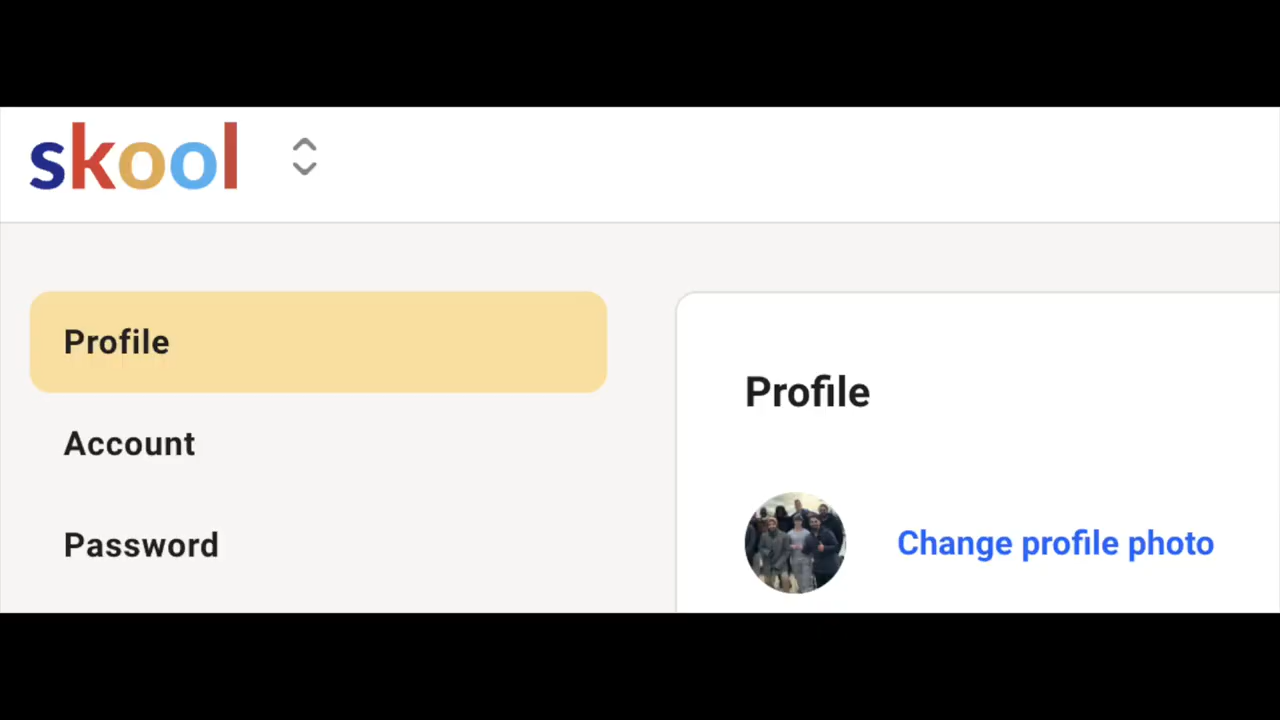 skool
Profile
Account
Password
Profile
Change profile photo